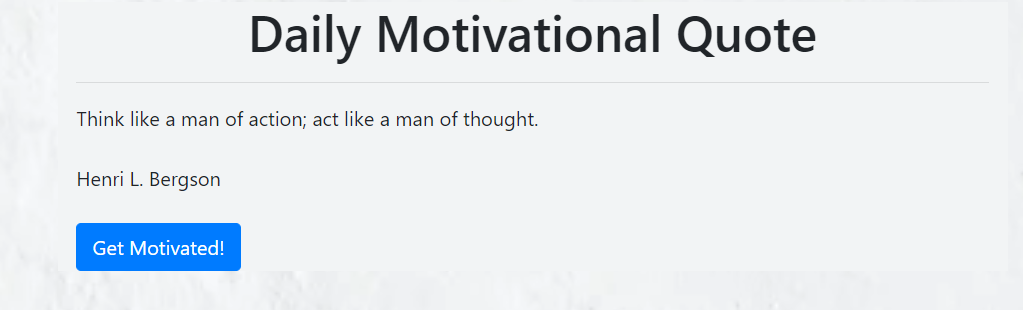 Daily Motivational Quote
Think like a man of action; act like a man of thought.
Henri L. Bergson
Get Motivated!